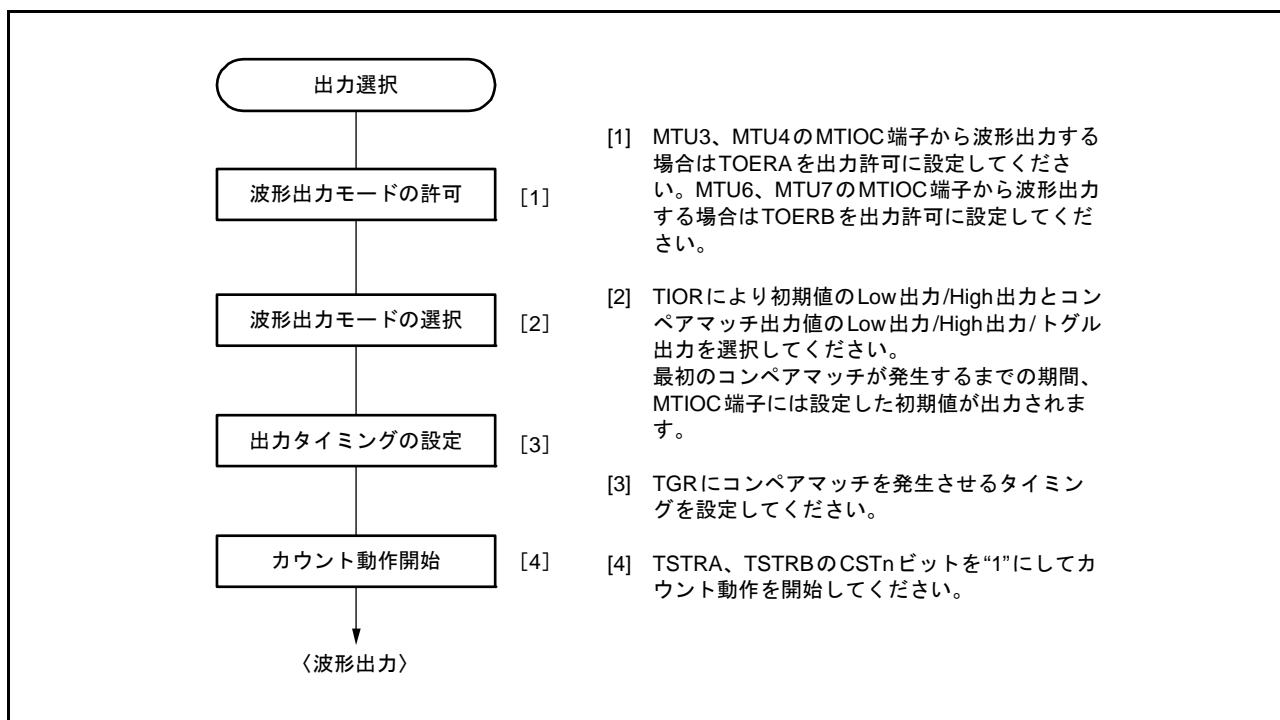 出力選択
波形出力モードの許可 [1]
波形出力モードの選択 [2]
出力タイミングの設定 [3]
カウント動作開始 [4]
〈波形出力〉
[1] MTU3、MTU4のMTIOC端子から波形出力する
場合はTOERAを出力許可に設定してくださ
い。MTU6、MTU7のMTIOC端子から波形出力
する場合はTOERBを出力許可に設定してくだ
さい。
[2] TIORにより初期値のLow出力/High出力とコン
ペアマッチ出力値のLow出力/High出力/トグル
出力を選択してください。
最初のコンペアマッチが発生するまでの期間、
MTIOC端子には設定した初期値が出力されま
す。
[3] TGRにコンペアマッチを発生させるタイミン
グを設定してください。
[4] TSTRA、TSTRBのCSTnビットを“1”にしてカ
ウント動作を開始してください。